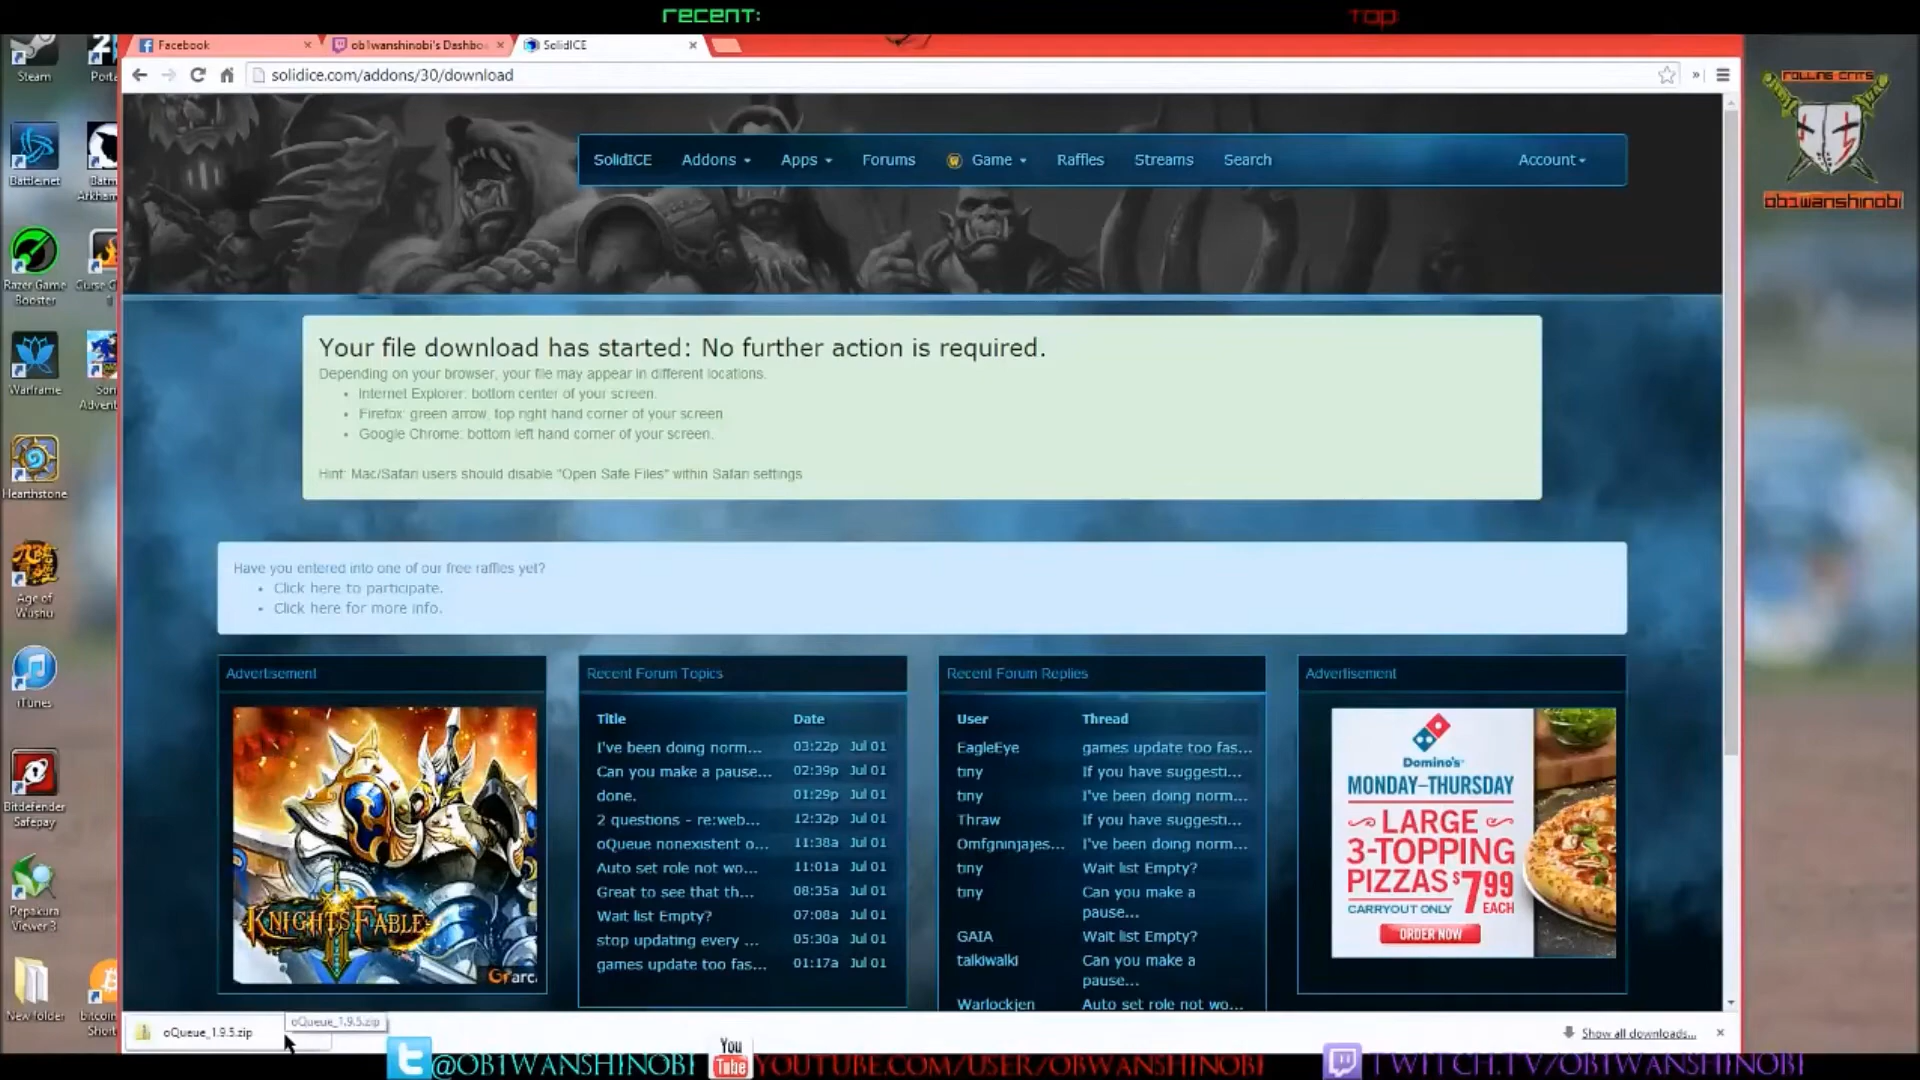 RECENT:
TOP
Steam
Facebook
ob1wanshinobi's Dashbo
SolidICE
solidice.com/addons/30/download
ROLLING CRITS
ob1wanshinobi
Battle.net
Razer Game
Booster
Warframe
Hearthstone
Age of
Wushu
iTunes
Bitdefender
Safepay
Pepakura
Viewer 3
New folder
SolidICE
Addons
Apps
Forums
Game
Raffles
Streams
Search
Account
Your file download has started: No further action is required.
Depending on your browser, your file may appear in different locations.
Internet Explorer: bottom center of your screen.
Firefox: green arrow, top right hand corner of your screen
Google Chrome: bottom left hand corner of your screen.
Hint: Mac/Safari users should disable "Open Safe Files" within Safari settings
Have you entered into one of our free raffles yet?
Click here to participate.
Click here for more info.
Advertisement
KNIGHTS FABLE
Recent Forum Topics
Title Date
I've been doing norm... 03:22p Jul 01
Can you make a pause... 02:39p Jul 01
done. 01:29p Jul 01
2 questions - re:web... 12:32p Jul 01
oQueue nonexistent o... 11:38a Jul 01
Auto set role not wo... 11:01a Jul 01
Great to see that th... 08:35a Jul 01
Wait list Empty? 07:08a Jul 01
stop updating every ... 05:30a Jul 01
games update too fas... 01:17a Jul 01
Recent Forum Replies
User Thread
EagleEye games update too fas...
tiny If you have suggesti...
tiny I've been doing norm...
Thraw If you have suggesti...
Omfgninjajes... I've been doing norm...
tiny Wait list Empty?
tiny Can you make a
pause...
GAIA Wait list Empty?
talkiwalki Can you make a
pause...
Warlockjen Auto set role not wo...
Advertisement
Domino's
MONDAY–THURSDAY
LARGE
3-TOPPING
PIZZAS $7.99
CARRYOUT ONLY EACH
ORDER NOW
oQueue_1.9.5.zip
oQueue_1.9.5.zip
Show all downloads...
@OB1WANSHINOBI
You
Tube
YOUTUBE.COM/USER/OB1WANSHINOBI
TWITCH.TV/OB1WANSHINOBI